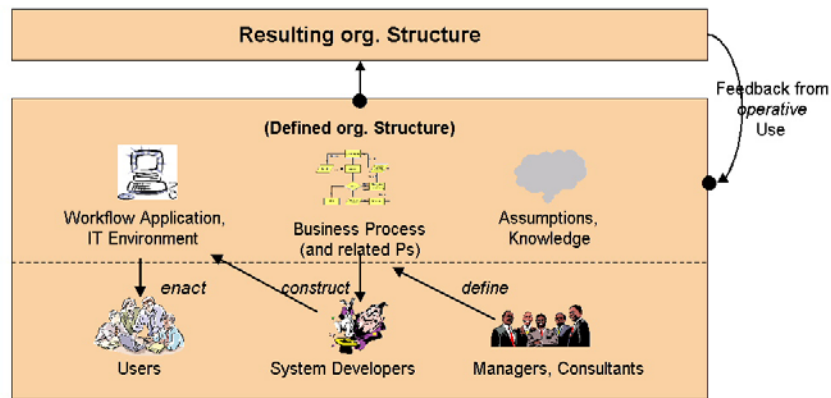 Resulting org. Structure
Feedback from
operative
Use
(Defined org. Structure)
Workflow Application,
IT Environment
Business Process
(and related Ps)
Assumptions,
Knowledge
enact
construct
define
Users
System Developers
Managers, Consultants